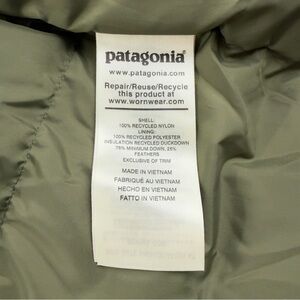 patagonia®
www.patagonia.com
Repair/Reuse/Recycle
this product at
www.wornwear.com
SHELL:
100% RECYCLED NYLON
LINING:
100% RECYCLED POLYESTER
INSULATION RECYCLED DUCKDOWN
75% MINIMUM DOWN, 25%
FEATHERS
EXCLUSIVE OF TRIM
MADE IN VIETNAM
FABRIQUÉ AU VIETNAM
HECHO EN VIETNAM
FATTO IN VIETNAM